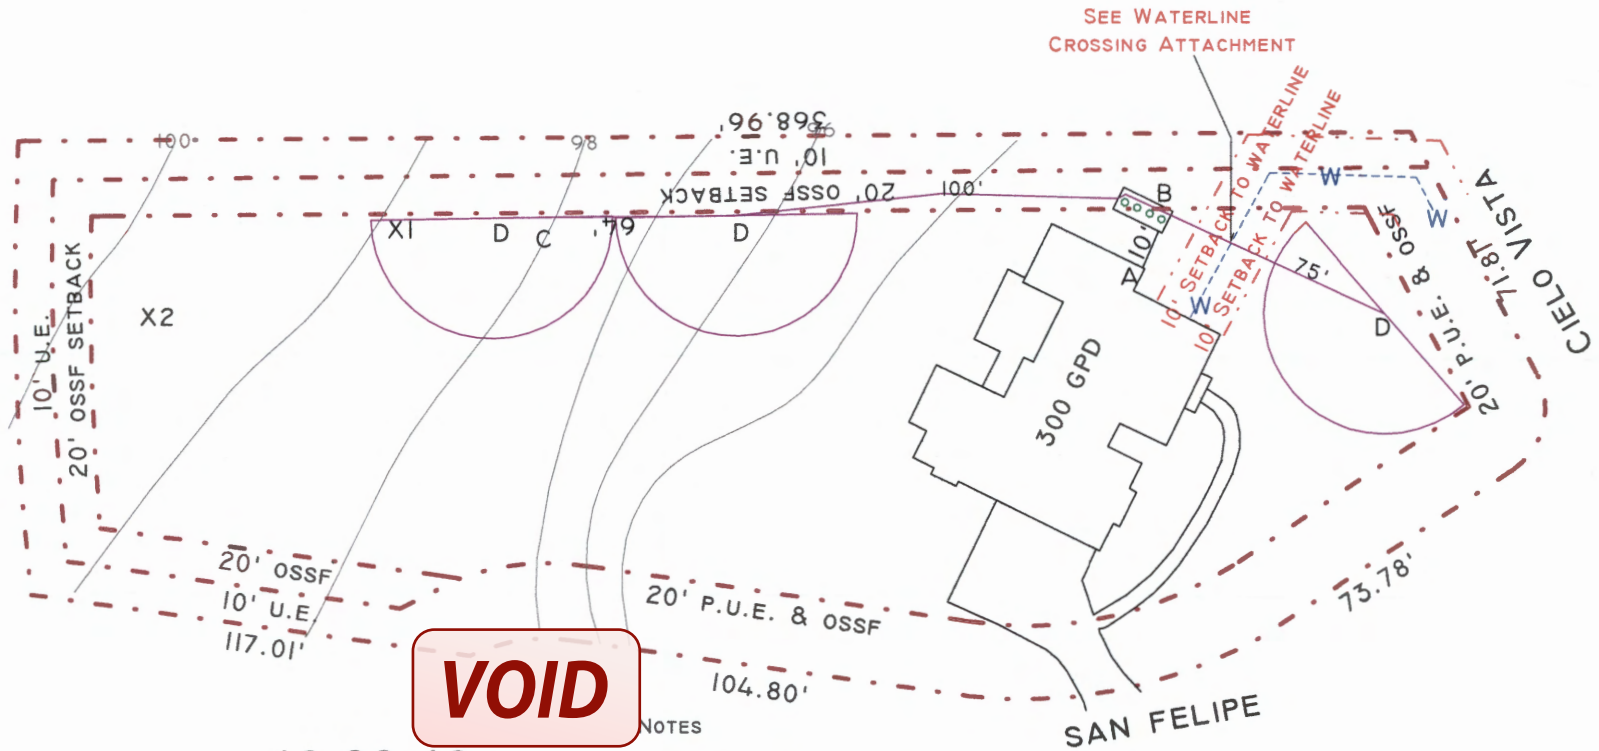 SEE WATERLINE
CROSSING ATTACHMENT
368.96'
100
98
96
10' U.E.
20' OSSF SETBACK
100'
B
10'
A
10' SETBACK TO WATERLINE
10' SETBACK TO WATERLINE
W
W
W
75'
D
20' P.U.E. & OSSF
71.81'
CIELO VISTA
X1
D
C
64'
D
X2
10' U.E.
20' OSSF SETBACK
300 GPD
20' OSSF
10' U.E.
117.01'
20' P.U.E. & OSSF
104.80'
73.78'
SAN FELIPE
VOID
NOTES